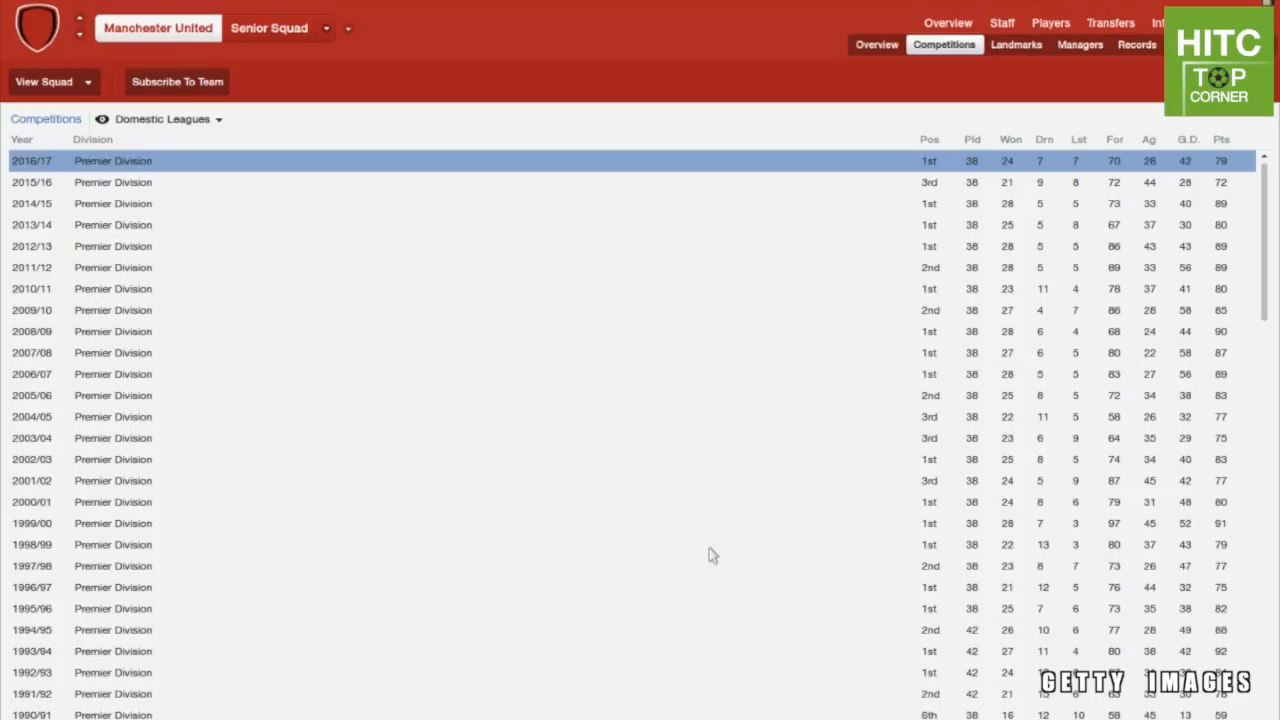 Manchester United Senior Squad
Overview Staff Players Transfers
Overview Competitions Landmarks Managers Records
HITC
TOP
CORNER
View Squad Subscribe To Team
Competitions Domestic Leagues
Year Division Pos Pld Won Drn Lst For Ag G.D. Pts
2016/17 Premier Division 1st 38 24 7 7 70 28 42 79
2015/16 Premier Division 3rd 38 21 9 8 72 44 28 72
2014/15 Premier Division 1st 38 28 5 5 73 33 40 89
2013/14 Premier Division 1st 38 25 5 8 67 37 30 80
2012/13 Premier Division 1st 38 28 5 5 86 43 43 89
2011/12 Premier Division 2nd 38 28 5 5 89 33 56 89
2010/11 Premier Division 1st 38 23 11 4 78 37 41 80
2009/10 Premier Division 2nd 38 27 4 7 86 28 58 85
2008/09 Premier Division 1st 38 28 6 4 68 24 44 90
2007/08 Premier Division 1st 38 27 6 5 80 22 58 87
2006/07 Premier Division 1st 38 28 5 5 83 27 56 89
2005/06 Premier Division 2nd 38 25 8 5 72 34 38 83
2004/05 Premier Division 3rd 38 22 11 5 58 26 32 77
2003/04 Premier Division 3rd 38 23 6 9 64 35 29 75
2002/03 Premier Division 1st 38 25 8 5 74 34 40 83
2001/02 Premier Division 3rd 38 24 5 9 87 45 42 77
2000/01 Premier Division 1st 38 24 8 6 79 31 48 80
1999/00 Premier Division 1st 38 28 7 3 97 45 52 91
1998/99 Premier Division 1st 38 22 13 3 80 37 43 79
1997/98 Premier Division 2nd 38 23 8 7 73 26 47 77
1996/97 Premier Division 1st 38 21 12 5 76 44 32 75
1995/96 Premier Division 1st 38 25 7 6 73 35 38 82
1994/95 Premier Division 2nd 42 26 10 6 77 28 49 88
1993/94 Premier Division 1st 42 27 11 4 80 38 42 92
1992/93 Premier Division 1st 42 24
GETTY IMAGES
1991/92 Premier Division 2nd 42 21
1990/91 Premier Division 6th 38 16 12 10 58 45 13 59